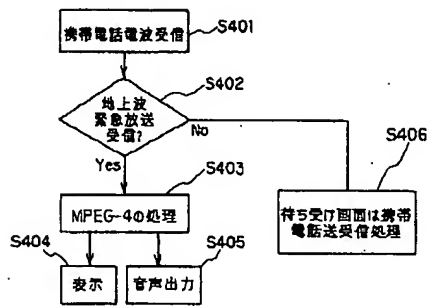 携帯電話電波受信
S401
S402
地上波
緊急放送
受信?
No
Yes
S403
S406
MPEG-4の処理
待ち受け画面は携帯
電話送受信処理
S404
S405
表示
音声出力